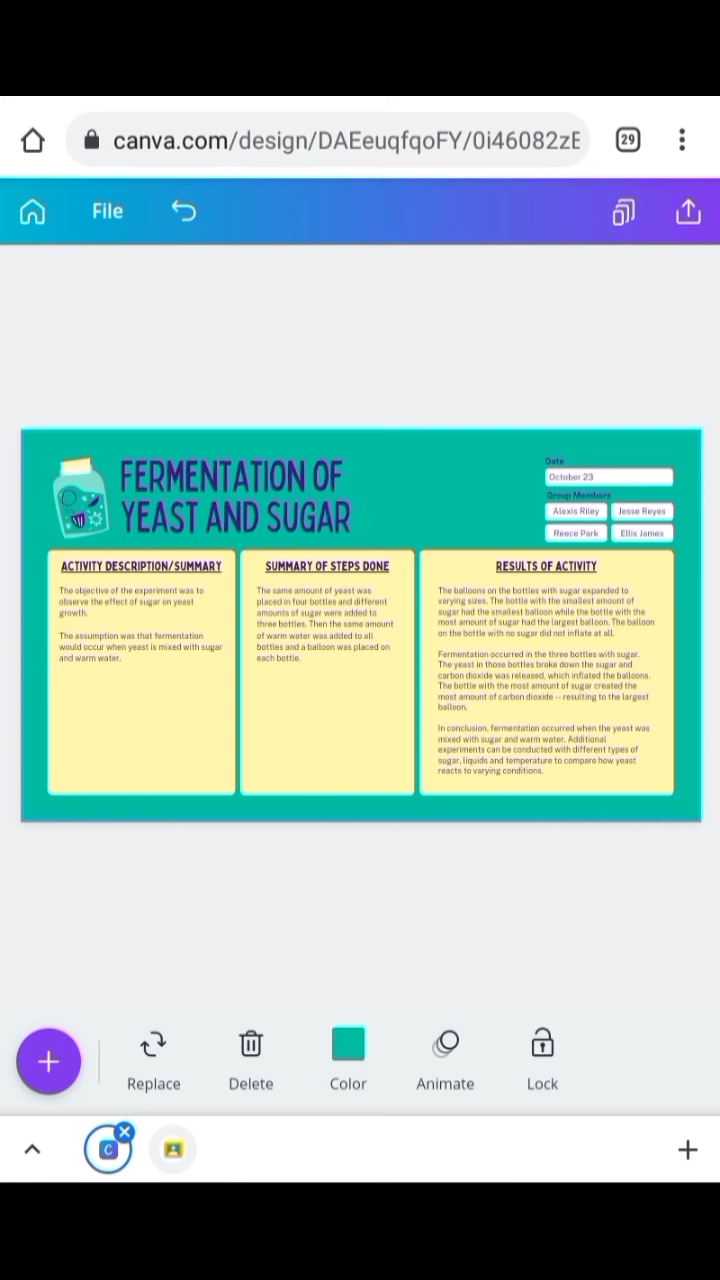 canva.com/design/DAEeuqfqoFY/0i46082zE
29
File
FERMENTATION OF
YEAST AND SUGAR
Date
October 23
Group Members
Alexis Riley
Jesse Reyes
Reece Park
Ellis James
ACTIVITY DESCRIPTION/SUMMARY
The objective of the experiment was to
observe the effect of sugar on yeast
growth.
The assumption was that fermentation
would occur when yeast is mixed with sugar
and warm water.
SUMMARY OF STEPS DONE
The same amount of yeast was
placed in four bottles and different
amounts of sugar were added to
three bottles. Then the same amount
of warm water was added to all
bottles and a balloon was placed on
each bottle.
RESULTS OF ACTIVITY
The balloons on the bottles with sugar expanded to
varying sizes. The bottle with the smallest amount of
sugar had the smallest balloon while the bottle with the
most amount of sugar had the largest balloon. The balloon
on the bottle with no sugar did not inflate at all.
Fermentation occurred in the three bottles with sugar.
The yeast in those bottles broke down the sugar and
carbon dioxide was released, which inflated the balloons.
The bottle with the most amount of sugar created the
most amount of carbon dioxide -- resulting to the largest
balloon.
In conclusion, fermentation occurred when the yeast was
mixed with sugar and warm water. Additional
experiments can be conducted with different types of
sugar, liquids and temperature to compare how yeast
reacts to varying conditions.
Replace
Delete
Color
Animate
Lock
C